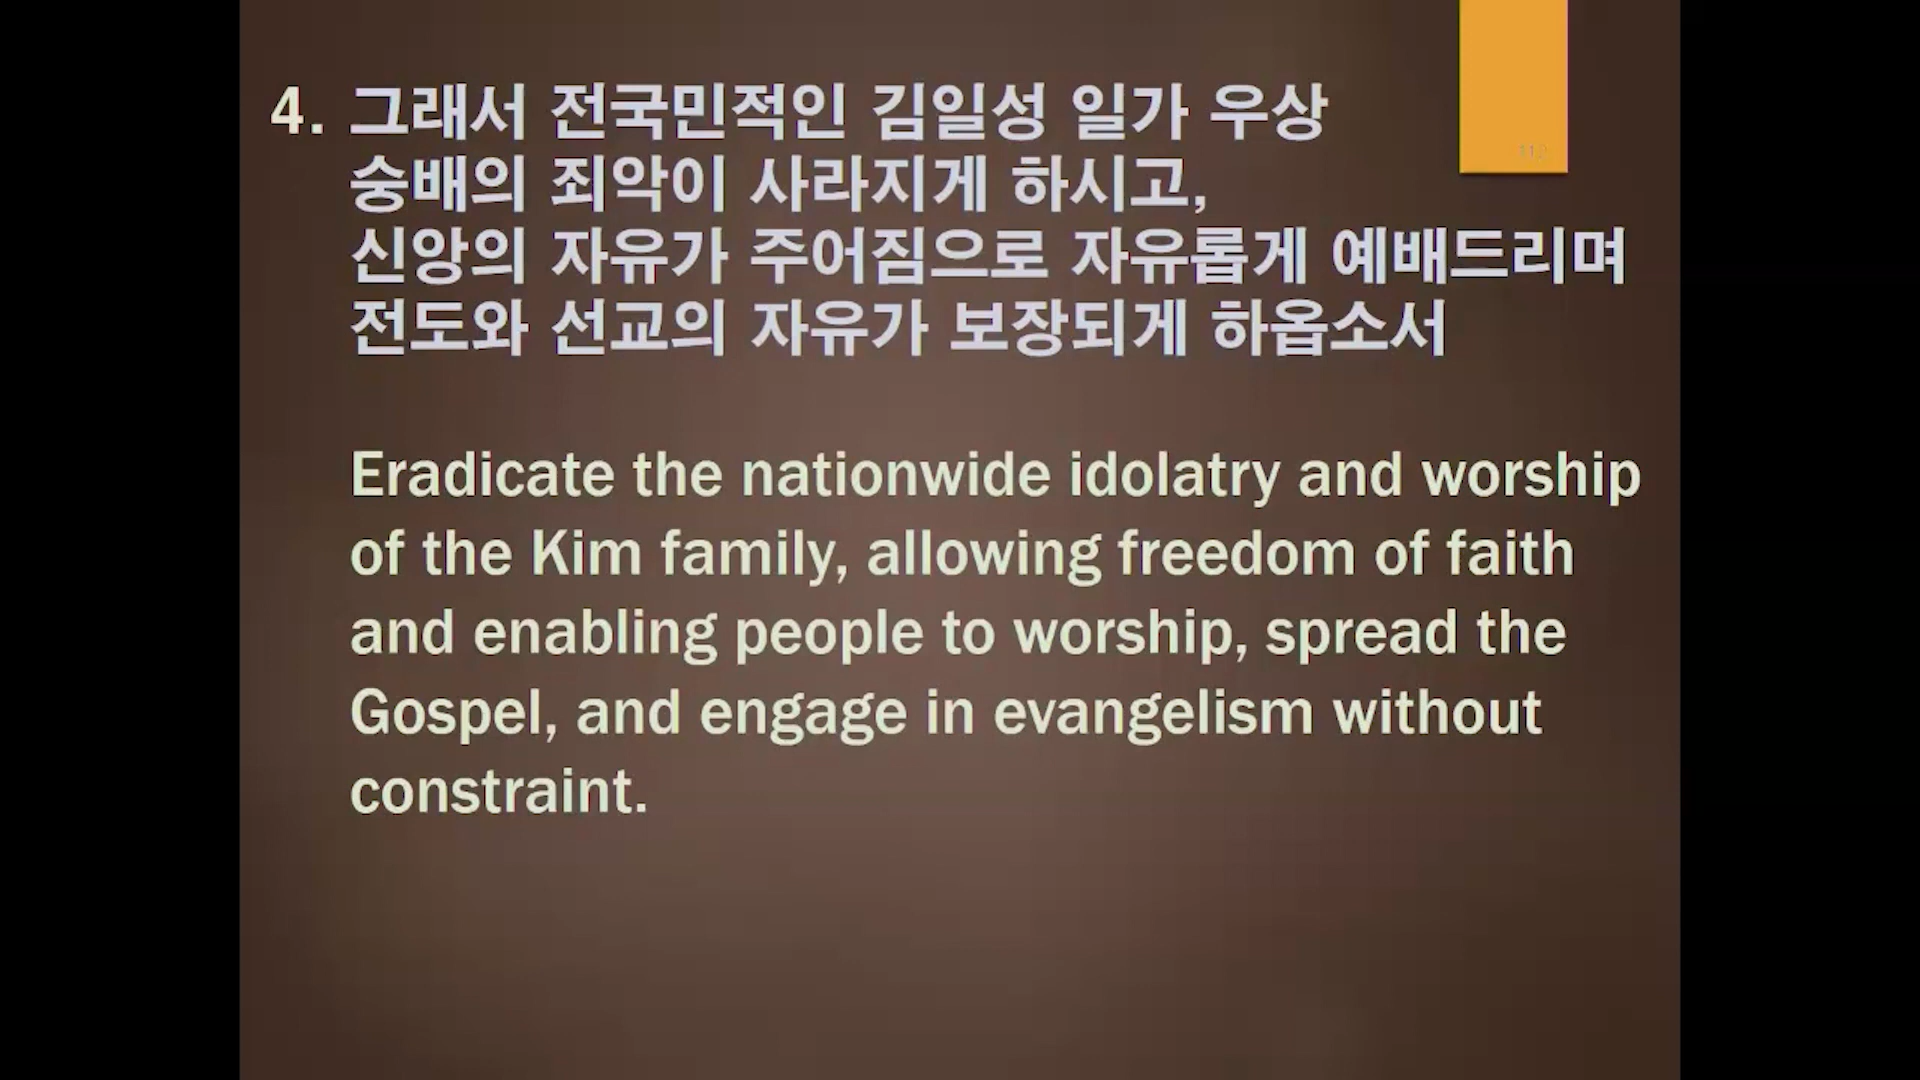 4. 그래서 전국민적인 김일성 일가 우상
숭배의 죄악이 사라지게 하시고,
신앙의 자유가 주어짐으로 자유롭게 예배드리며
전도와 선교의 자유가 보장되게 하옵소서
Eradicate the nationwide idolatry and worship
of the Kim family, allowing freedom of faith
and enabling people to worship, spread the
Gospel, and engage in evangelism without
constraint.